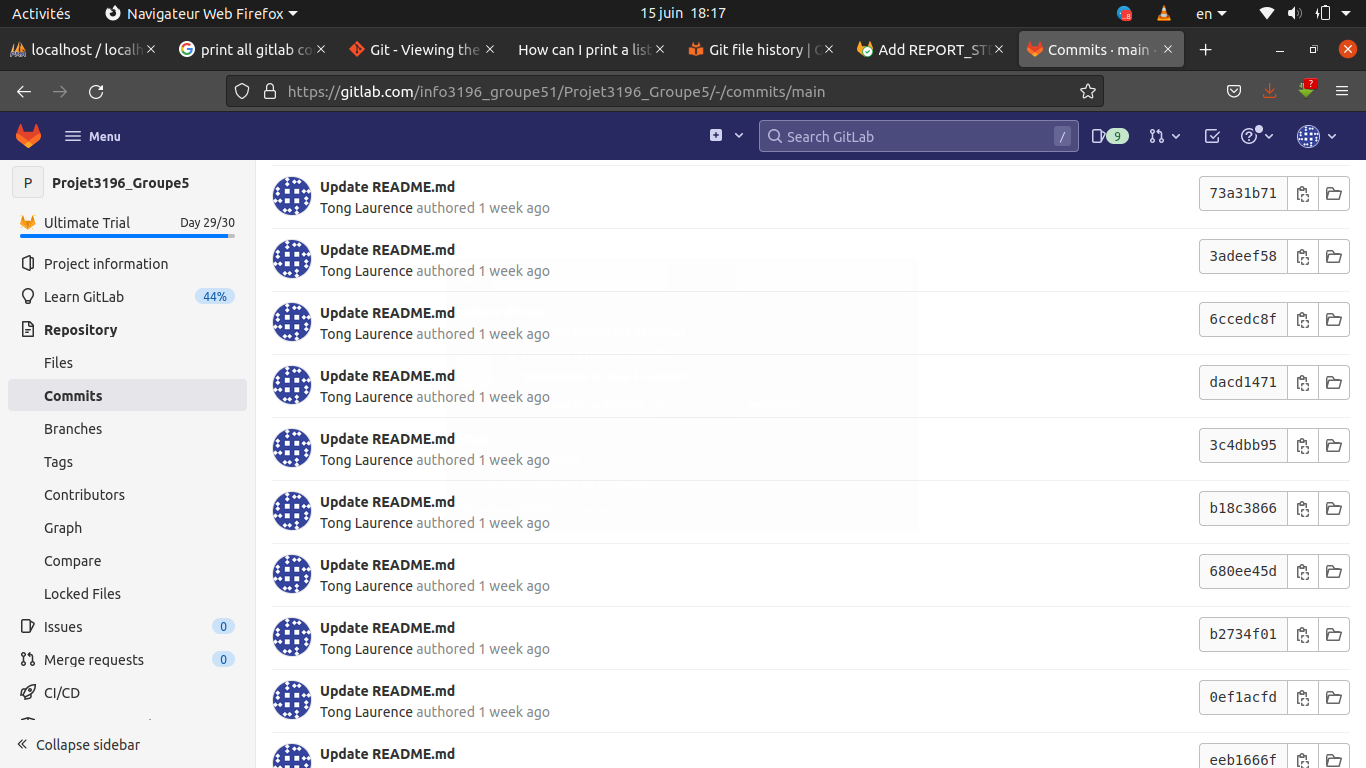 Activités
Navigateur Web Firefox
15 juin 18:17
8
en
localhost / localh
print all gitlab co
Git - Viewing the
How can I print a list
Git file history | C
Add REPORT_STD
Commits · main ·
https://gitlab.com/info3196_groupe51/Projet3196_Groupe5/-/commits/main
?
Menu
Search GitLab
/
9
P
Projet3196_Groupe5
Ultimate Trial
Day 29/30
Project information
Learn GitLab
44%
Repository
Files
Commits
Branches
Tags
Contributors
Graph
Compare
Locked Files
Issues
0
Merge requests
0
CI/CD
Collapse sidebar
Update README.md
Tong Laurence authored 1 week ago
73a31b71
Update README.md
Tong Laurence authored 1 week ago
3adeef58
Update README.md
Tong Laurence authored 1 week ago
6ccedc8f
Update README.md
Tong Laurence authored 1 week ago
dacd1471
Update README.md
Tong Laurence authored 1 week ago
3c4dbb95
Update README.md
Tong Laurence authored 1 week ago
b18c3866
Update README.md
Tong Laurence authored 1 week ago
680ee45d
Update README.md
Tong Laurence authored 1 week ago
b2734f01
Update README.md
Tong Laurence authored 1 week ago
0ef1acfd
Update README.md
eeb1666f